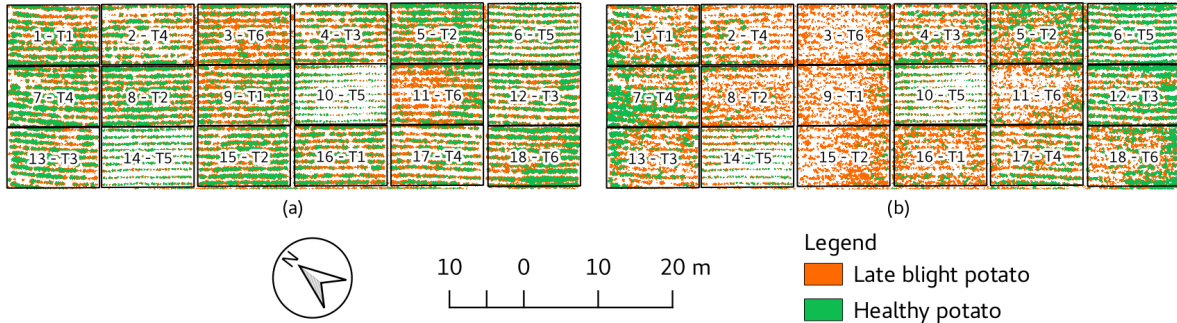 1 - T1 2 - T4 3 - T6 4 - T3 5 - T2 6 - T5
7 - T4 8 - T2 9 - T1 10 - T5 11 - T6 12 - T3
13 - T3 14 - T5 15 - T2 16 - T1 17 - T4 18 - T6
(a)
1 - T1 2 - T4 3 - T6 4 - T3 5 - T2 6 - T5
7 - T4 8 - T2 9 - T1 10 - T5 11 - T6 12 - T3
13 - T3 14 - T5 15 - T2 16 - T1 17 - T4 18 - T6
(b)
N
10 0 10 20 m
Legend
Late blight potato
Healthy potato